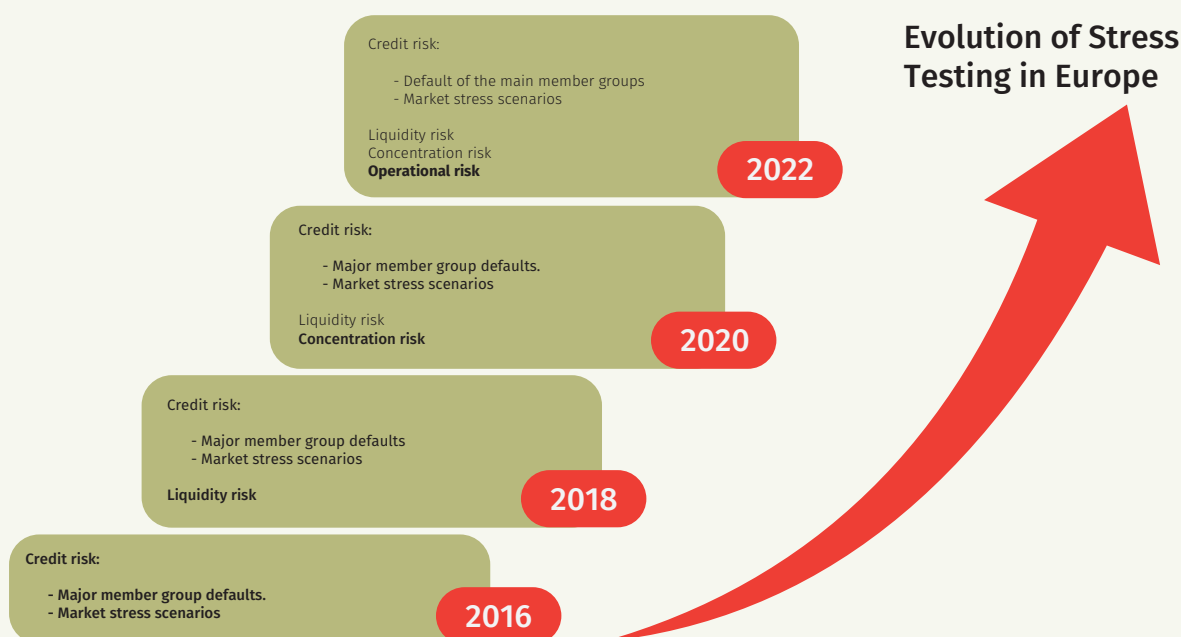 Evolution of Stress
Testing in Europe
Credit risk:
- Default of the main member groups
- Market stress scenarios
Liquidity risk
Concentration risk
Operational risk
2022
Credit risk:
- Major member group defaults.
- Market stress scenarios
Liquidity risk
Concentration risk
2020
Credit risk:
- Major member group defaults
- Market stress scenarios
Liquidity risk
2018
Credit risk:
- Major member group defaults.
- Market stress scenarios
2016